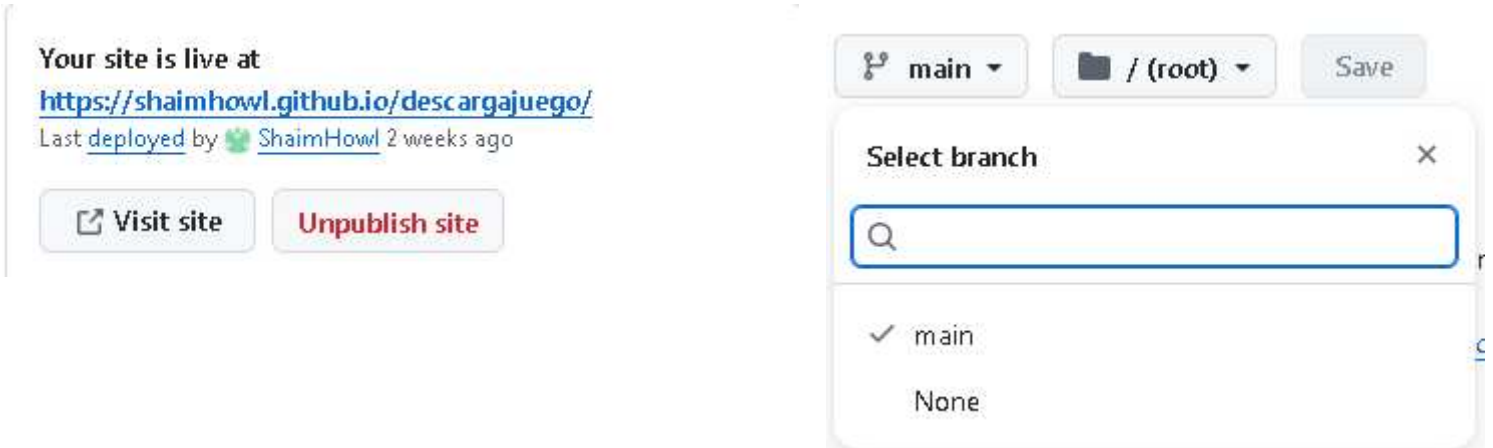 Your site is live at
https://shaimhowl.github.io/descargajuego/
Last deployed by ShaimHowl 2 weeks ago
Visit site
Unpublish site
main
/ (root)
Save
Select branch
main
None